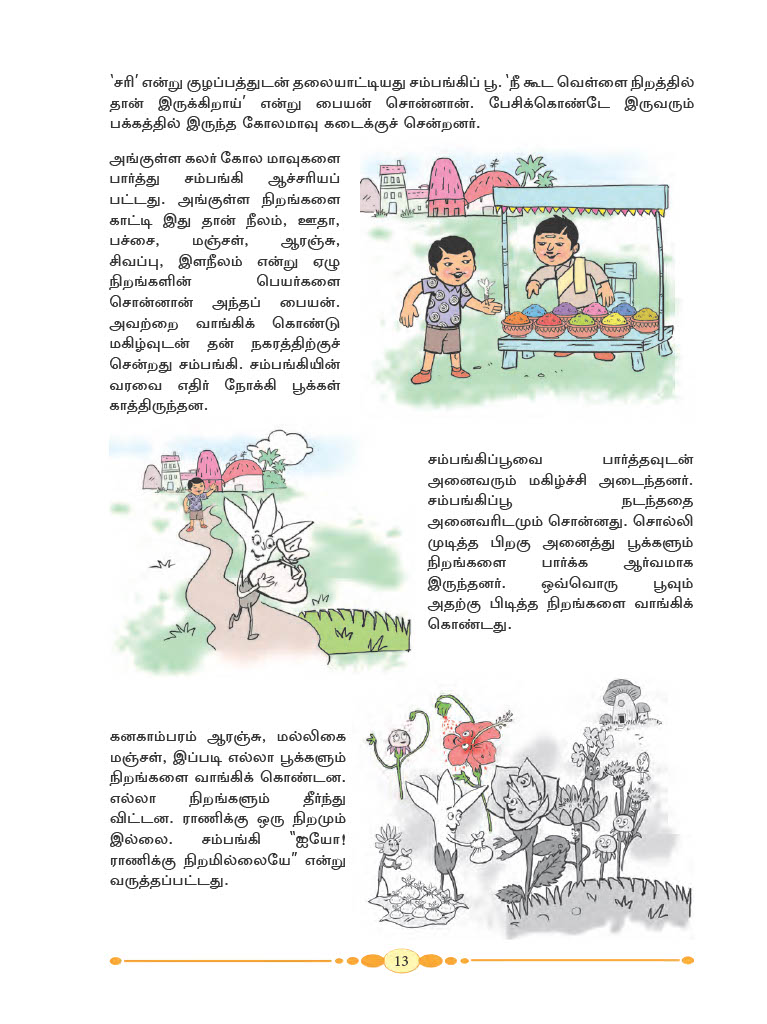 ‘சரி’ என்று குழப்பத்துடன் தலையாட்டியது சம்பங்கிப் பூ. ‘நீ கூட வெள்ளை நிறத்தில்
தான் இருக்கிறாய்’ என்று பையன் சொன்னான். பேசிக்கொண்டே இருவரும்
பக்கத்தில் இருந்த கோலமாவு கடைக்குச் சென்றனர்.
அங்குள்ள கலர் கோல மாவுகளை
பார்த்து சம்பங்கி ஆச்சரியப்
பட்டது. அங்குள்ள நிறங்களை
காட்டி இது தான் நீலம், ஊதா,
பச்சை, மஞ்சள், ஆரஞ்சு,
சிவப்பு, இளநீலம் என்று ஏழு
நிறங்களின் பெயர்களை
சொன்னான் அந்தப் பையன்.
அவற்றை வாங்கிக் கொண்டு
மகிழ்வுடன் தன் நகரத்திற்குச்
சென்றது சம்பங்கி. சம்பங்கியின்
வரவை எதிர் நோக்கி பூக்கள்
காத்திருந்தன.
சம்பங்கிப்பூவை பார்த்தவுடன்
அனைவரும் மகிழ்ச்சி அடைந்தனர்.
சம்பங்கிப்பூ நடந்ததை
அனைவரிடமும் சொன்னது. சொல்லி
முடித்த பிறகு அனைத்து பூக்களும்
நிறங்களை பார்க்க ஆர்வமாக
இருந்தனர். ஒவ்வொரு பூவும்
அதற்கு பிடித்த நிறங்களை வாங்கிக்
கொண்டது.
கனகாம்பரம் ஆரஞ்சு, மல்லிகை
மஞ்சள், இப்படி எல்லா பூக்களும்
நிறங்களை வாங்கிக் கொண்டன.
எல்லா நிறங்களும் தீர்ந்து
விட்டன. ராணிக்கு ஒரு நிறமும்
இல்லை. சம்பங்கி “ஐயோ!
ராணிக்கு நிறமில்லையே” என்று
வருத்தப்பட்டது.
13